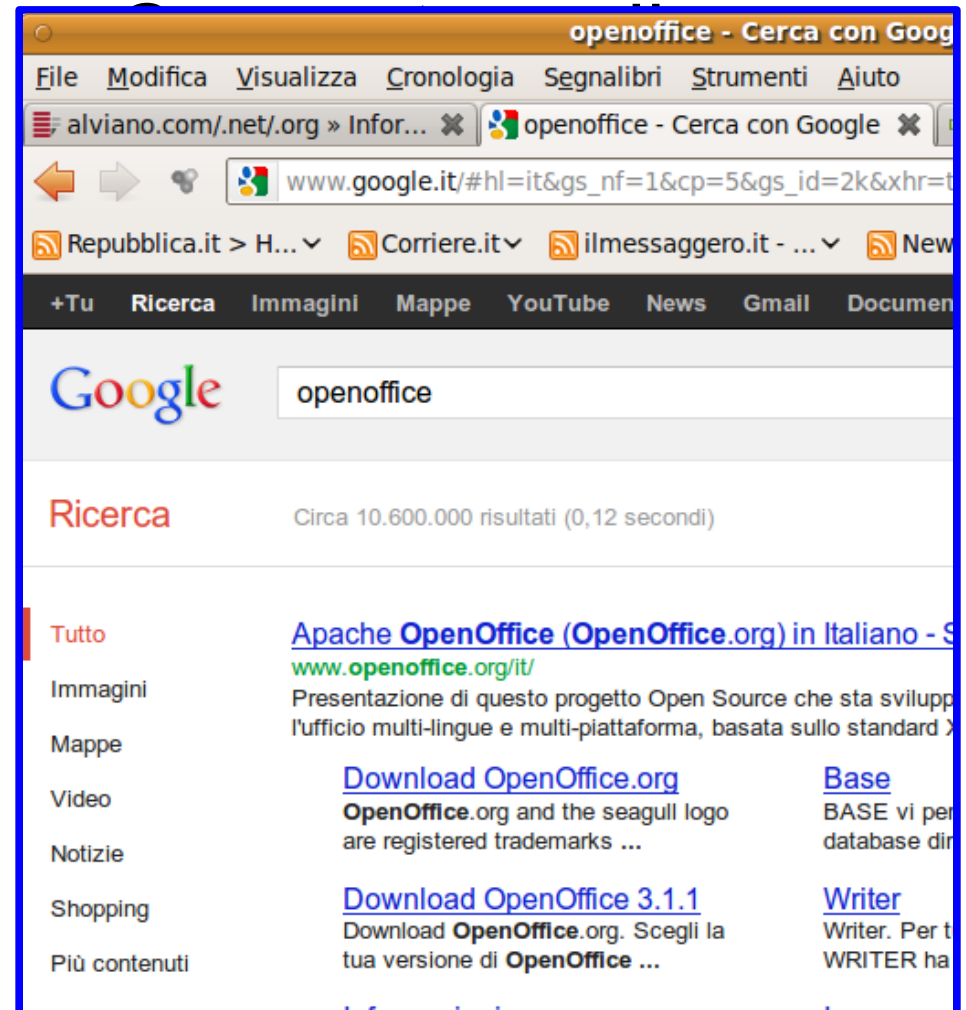 openoffice - Cerca con Goog
File Modifica Visualizza Cronologia Segnalibri Strumenti Aiuto
alviano.com/.net/.org » Infor... openoffice - Cerca con Google
www.google.it/#hl=it&gs_nf=1&cp=5&gs_id=2k&xhr=t
Repubblica.it > H... Corriere.it ilmessaggero.it - ... New
+Tu Ricerca Immagini Mappe YouTube News Gmail Documen
Google openoffice
Ricerca Circa 10.600.000 risultati (0,12 secondi)
Tutto
Immagini
Mappe
Video
Notizie
Shopping
Più contenuti
Apache OpenOffice (OpenOffice.org) in Italiano - S
www.openoffice.org/it/
Presentazione di questo progetto Open Source che sta svilupp
l'ufficio multi-lingue e multi-piattaforma, basata sullo standard X
Download OpenOffice.org
OpenOffice.org and the seagull logo
are registered trademarks ...
Base
BASE vi per
database dir
Download OpenOffice 3.1.1
Download OpenOffice.org. Scegli la
tua versione di OpenOffice ...
Writer
Writer. Per t
WRITER ha